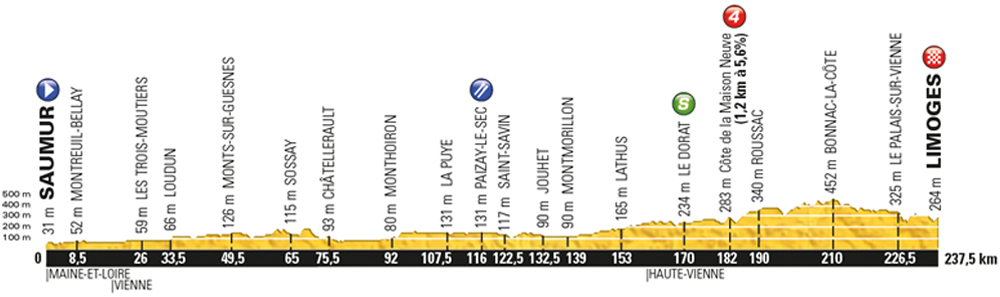 500 m
400 m
300 m
200 m
100 m
31 m SAUMUR
52 m MONTREUIL-BELLAY
59 m LES TROIS-MOUTIERS
66 m LOUDUN
126 m MONTS-SUR-GUESNES
115 m SOSSAY
93 m CHÂTELLERAULT
80 m MONTHOIRON
131 m LA PUYE
131 m PAIZAY-LE-SEC
117 m SAINT-SAVIN
90 m JOUHET
90 m MONTMORILLON
165 m LATHUS
S
234 m LE DORAT
4
283 m Côte de la Maison Neuve
(1,2 km à 5,6%)
340 m ROUSSAC
452 m BONNAC-LA-CÔTE
325 m LE PALAIS-SUR-VIENNE
264 m LIMOGES
0 8,5 26 33,5 49,5 65 75,5 92 107,5 116 122,5 132,5 139 153 170 182 190 210 226,5 237,5 km
|MAINE-ET-LOIRE |HAUTE-VIENNE
|VIENNE